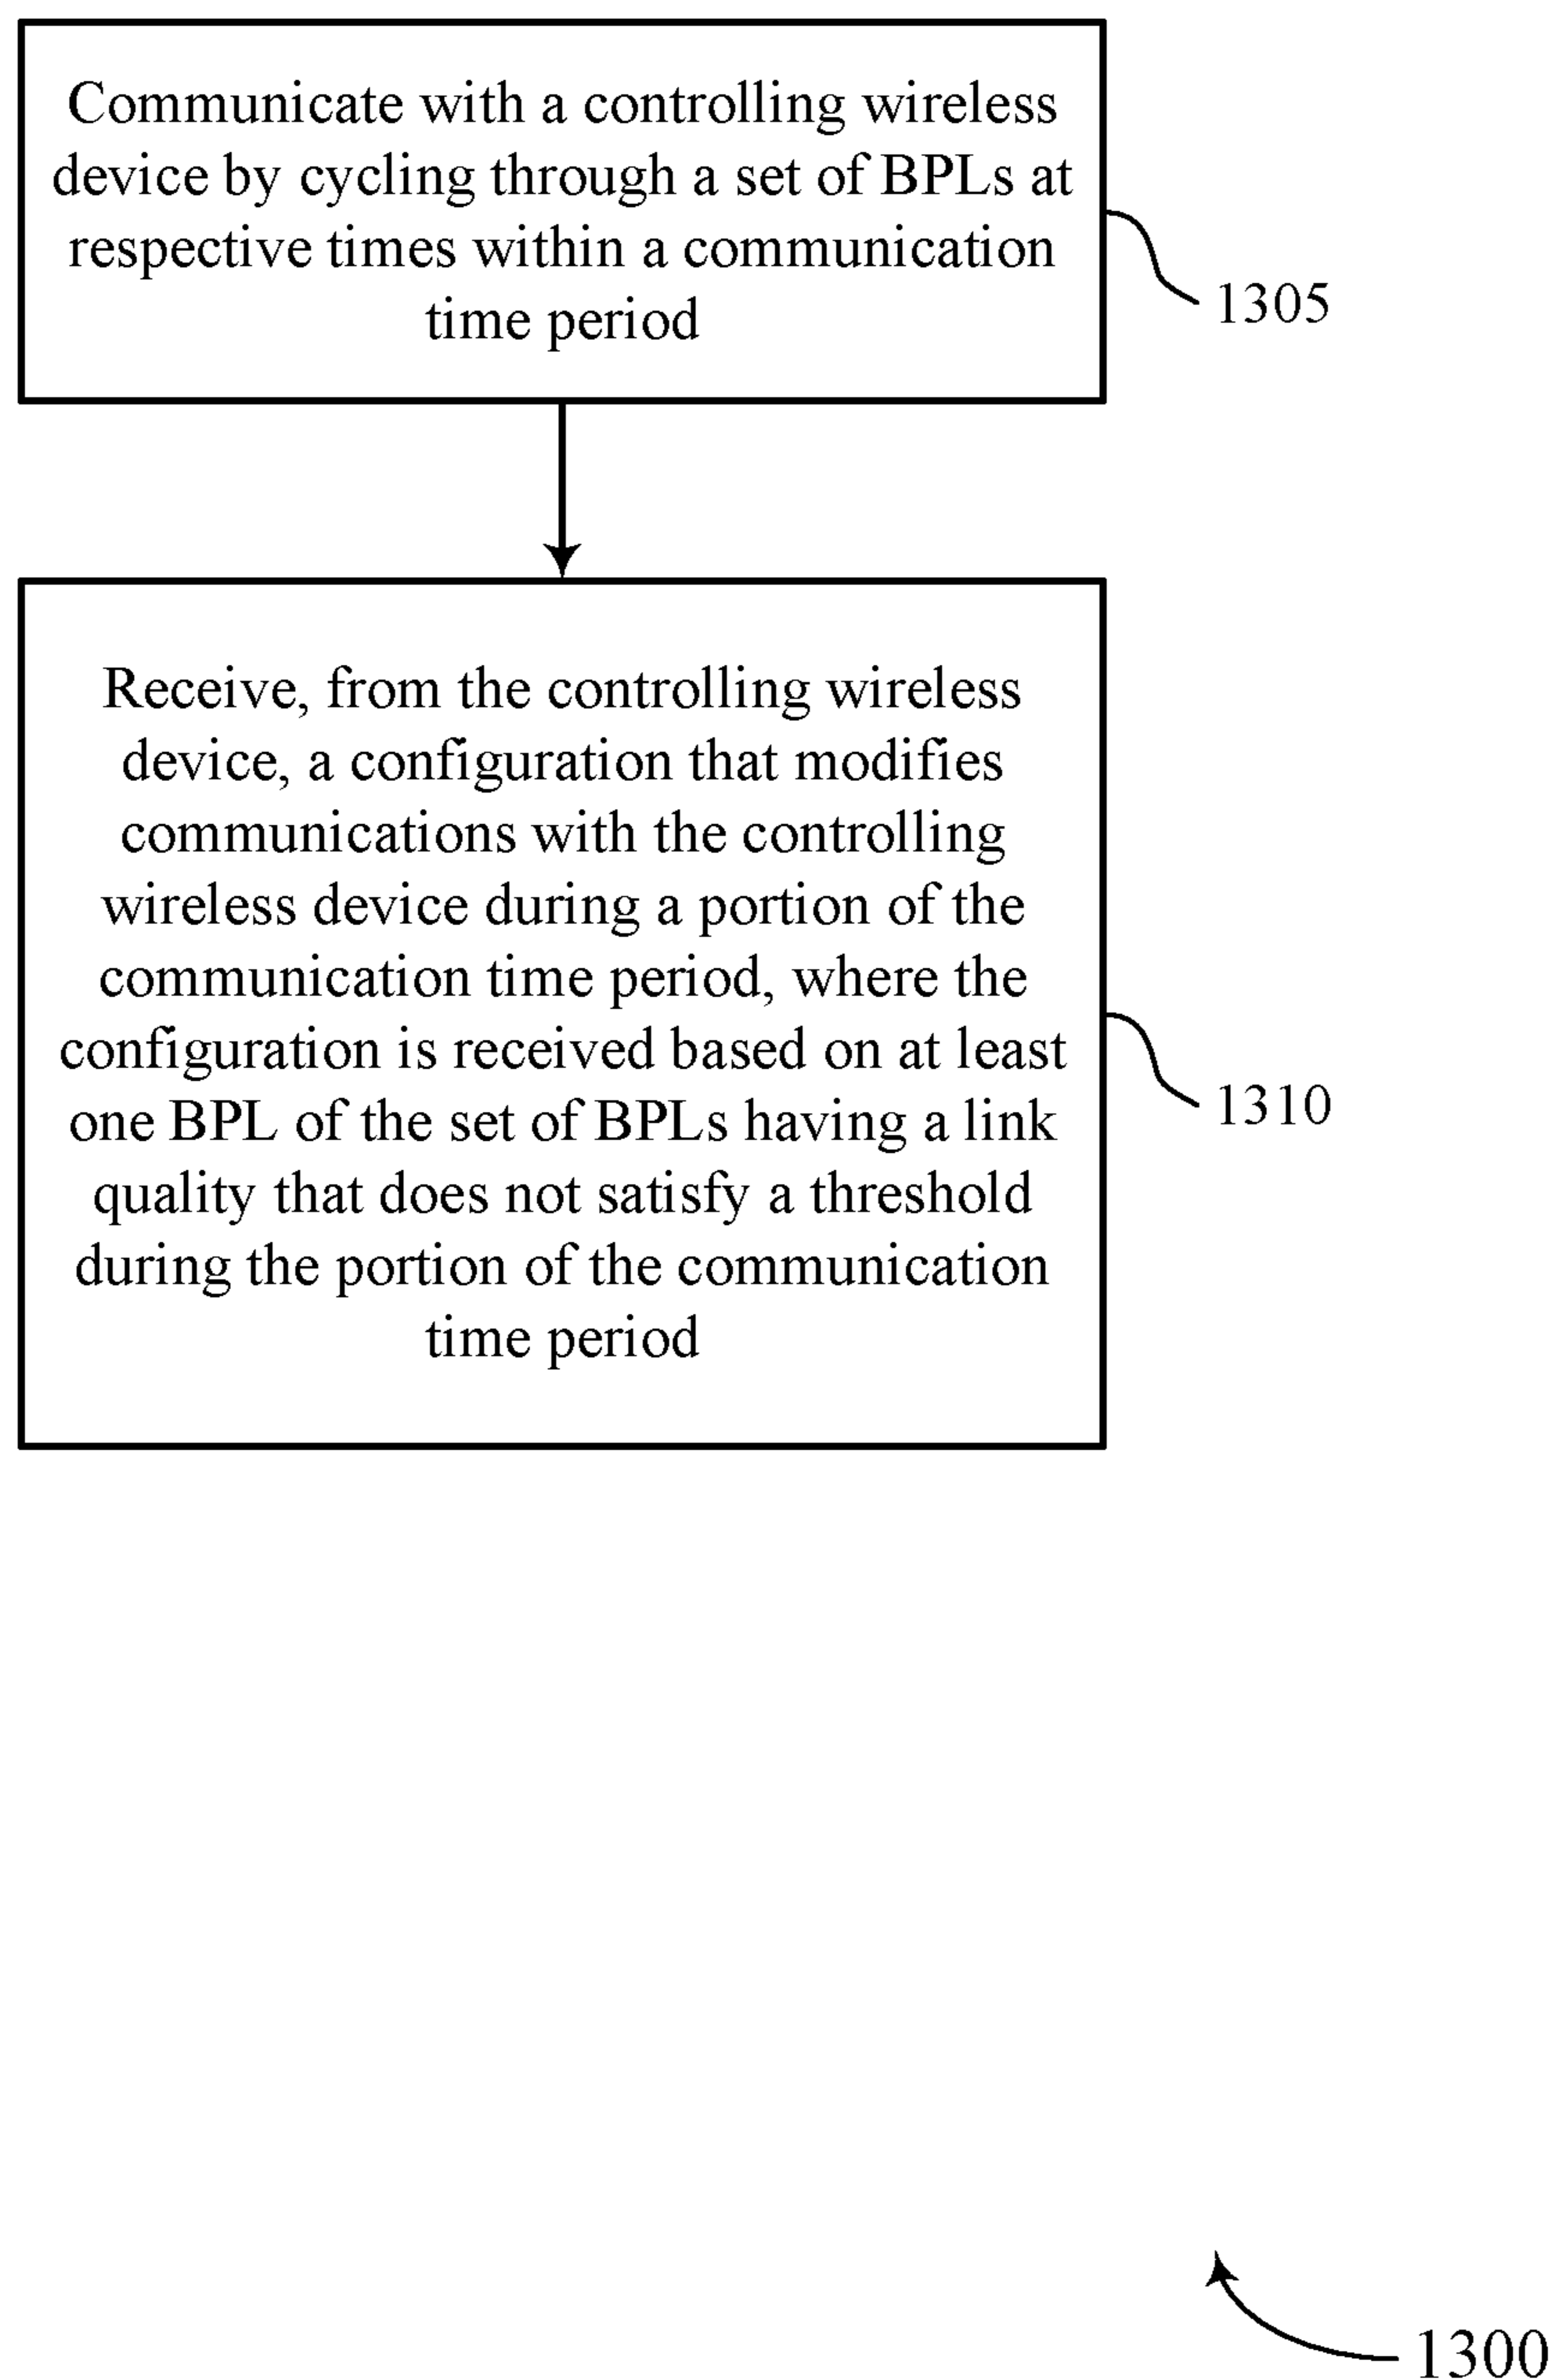 Communicate with a controlling wireless
device by cycling through a set of BPLs at
respective times within a communication
time period
1305
Receive, from the controlling wireless
device, a configuration that modifies
communications with the controlling
wireless device during a portion of the
communication time period, where the
configuration is received based on at least
one BPL of the set of BPLs having a link
quality that does not satisfy a threshold
during the portion of the communication
time period
1310
1300